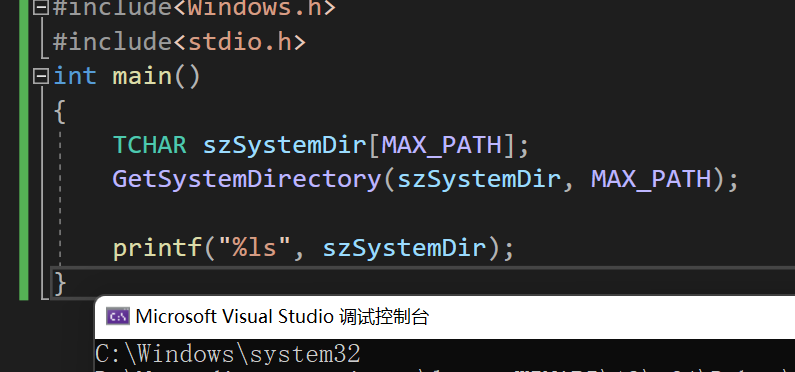 #include<Windows.h>
#include<stdio.h>
int main()
{
TCHAR szSystemDir[MAX_PATH];
GetSystemDirectory(szSystemDir, MAX_PATH);
printf("%ls", szSystemDir);
}
Microsoft Visual Studio 调试控制台
C:\Windows\system32